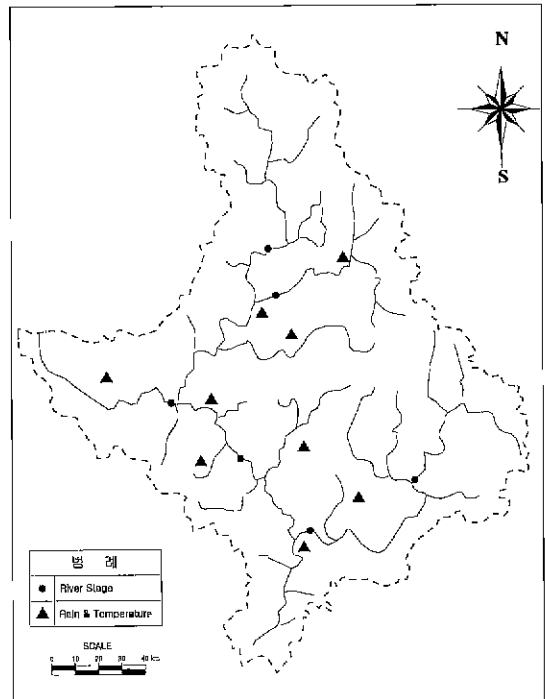 N
S
범 례
River Stage
Rain & Temperature
SCALE
0 10 20 30 40 km